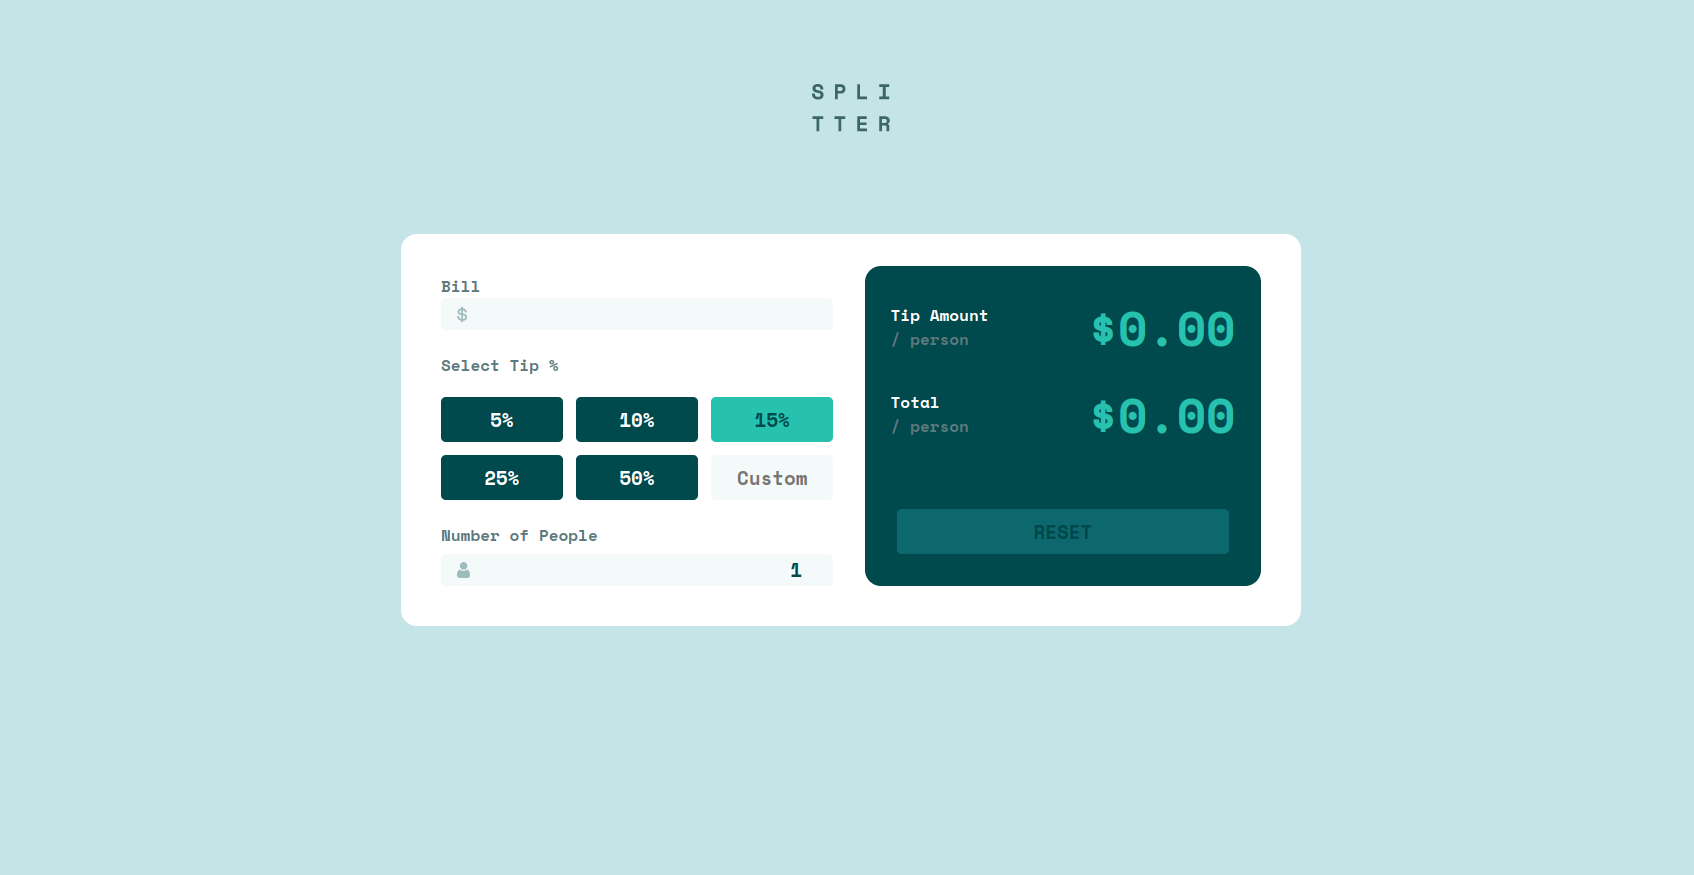 SPLI
TTER
Bill
$
Select Tip %
5% 10% 15%
25% 50% Custom
Number of People
1
Tip Amount
/ person
$0.00
Total
/ person
$0.00
RESET